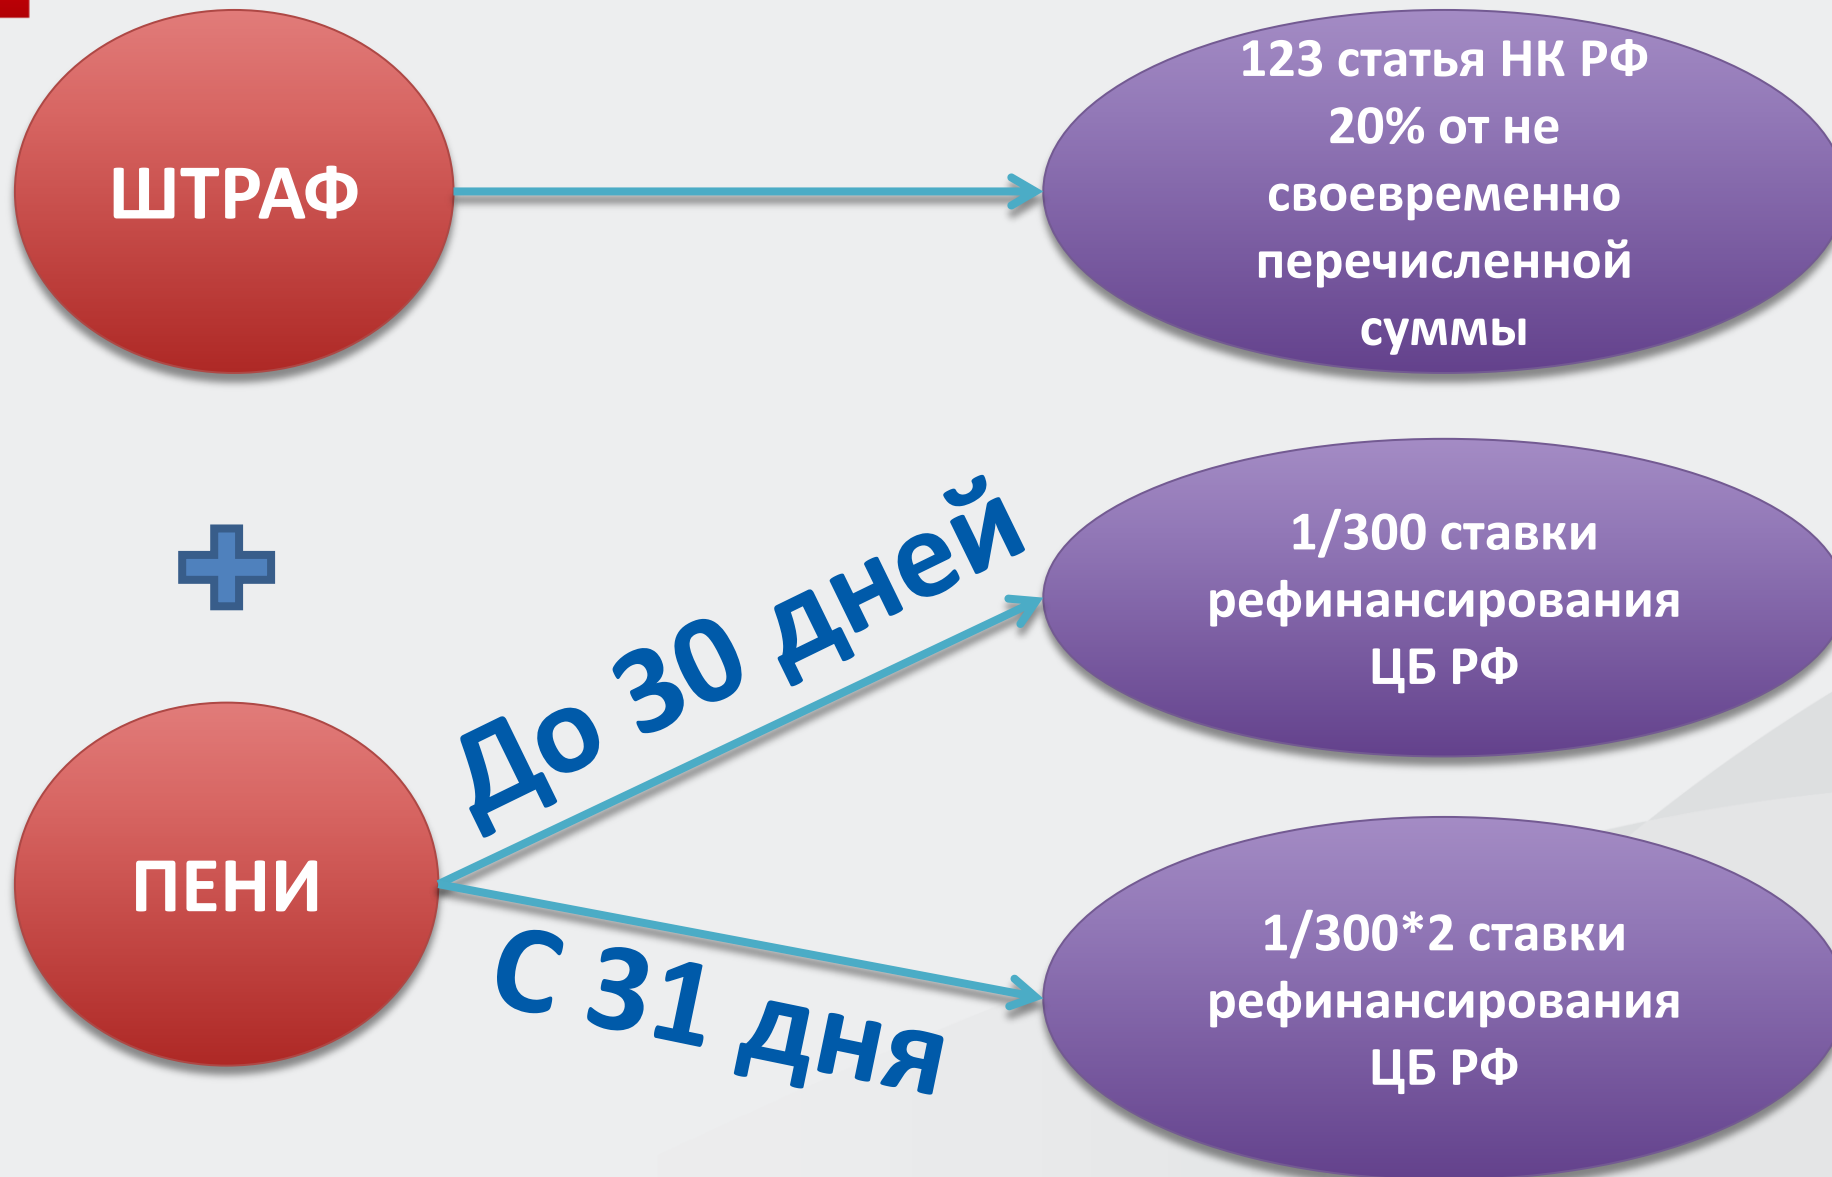 ШТРАФ
123 статья НК РФ
20% от не
своевременно
перечисленной
суммы
До 30 дней
1/300 ставки
рефинансирования
ЦБ РФ
ПЕНИ
С 31 дня
1/300*2 ставки
рефинансирования
ЦБ РФ